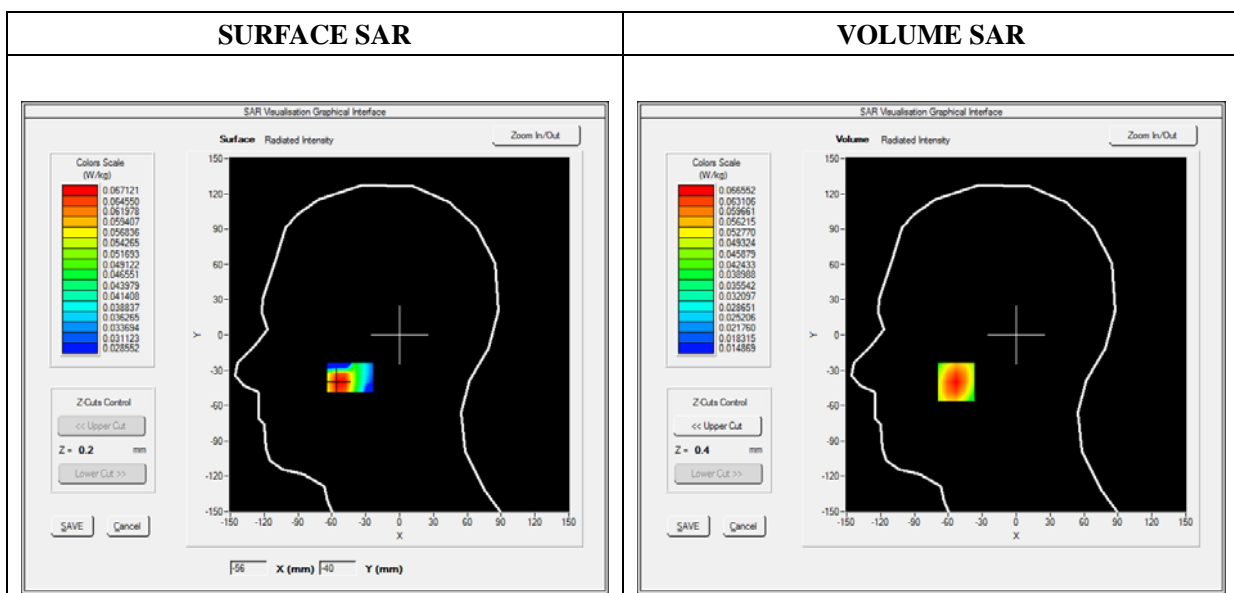 SURFACE SAR
VOLUME SAR
SAR Visualisation Graphical Interface
Surface Radiated Intensity
Zoom In/Out
Colors Scale
(W/kg)
0.067121
0.064550
0.061978
0.059407
0.056836
0.054265
0.051693
0.049122
0.046551
0.043979
0.041408
0.038837
0.036265
0.033694
0.031123
0.028552
Z-Cuts Control
<< Upper Cut
Z = 0.2 mm
Lower Cut >>
SAVE Cancel
150
120
90
60
30
0
-30
-60
-90
-120
-150
Y
-150 -120 -90 -60 -30 0 30 60 90 120 150
X
-56 X (mm) -40 Y (mm)
SAR Visualisation Graphical Interface
Volume Radiated Intensity
Zoom In/Out
Colors Scale
(W/kg)
0.066552
0.063106
0.059661
0.056215
0.052770
0.049324
0.045879
0.042433
0.038988
0.035542
0.032097
0.028651
0.025206
0.021760
0.018315
0.014869
Z-Cuts Control
<< Upper Cut
Z = 0.4 mm
Lower Cut >>
SAVE Cancel
150
120
90
60
30
0
-30
-60
-90
-120
-150
Y
-150 -120 -90 -60 -30 0 30 60 90 120 150
X